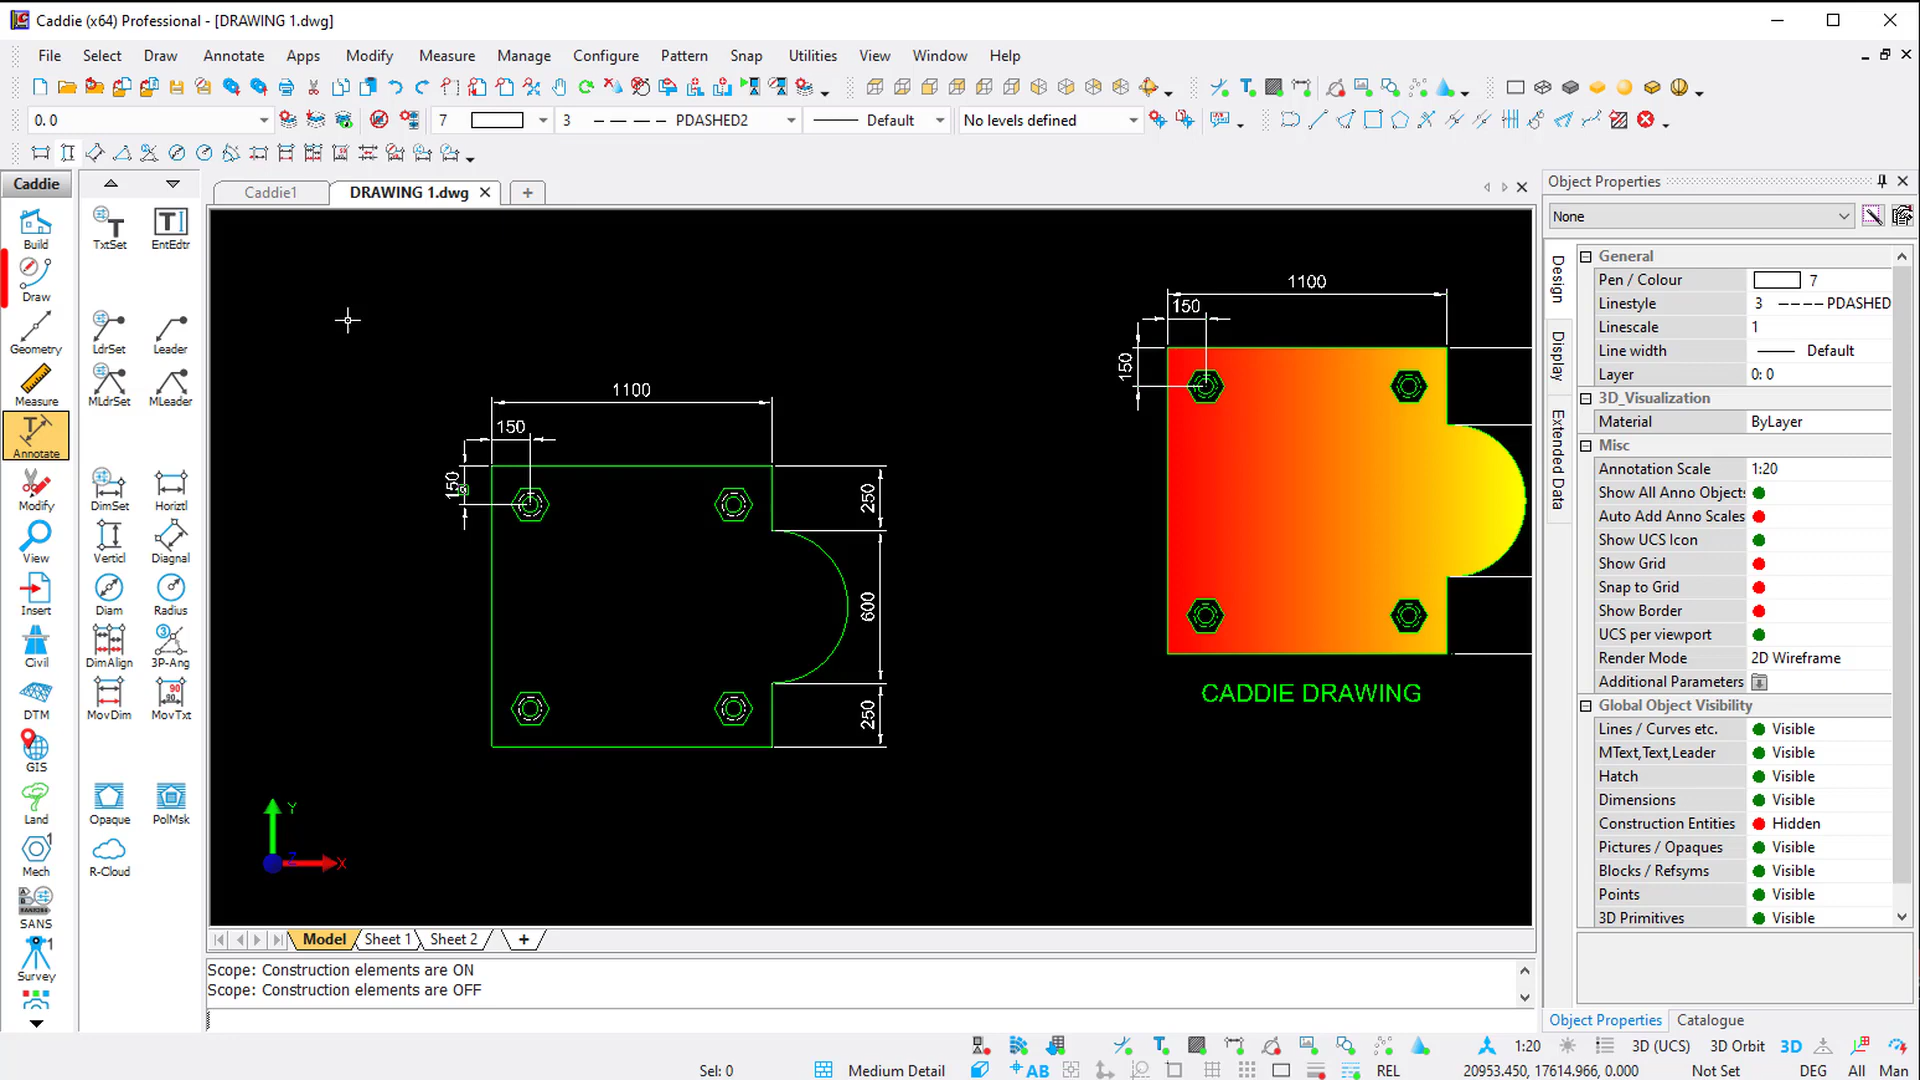 Caddie (x64) Professional - [DRAWING 1.dwg]
File Select Draw Annotate Apps Modify Measure Manage Configure Pattern Snap Utilities View Window Help
0. 0
7
3 PDASHED2
Default
No levels defined
Caddie
Caddie1
DRAWING 1.dwg
Build
Draw
Geometry
Measure
Annotate
Modify
View
Insert
Civil
DTM
GIS
Land
Mech
SANS
Survey
TxtSet EntEdtr
LdrSet Leader
MLdrSet MLeader
DimSet Horiztl
Verticl Diagnal
Diam Radius
DimAlign 3P-Ang
MovDim MovTxt
Opaque PolMsk
R-Cloud
1100
150
150
250
600
250
Y
Z X
1100
150
150
CADDIE DRAWING
Model Sheet 1 Sheet 2
Scope: Construction elements are ON
Scope: Construction elements are OFF
Object Properties
None
Design
Display
Extended Data
General
Pen / Colour 7
Linestyle 3 PDASHED
Linescale 1
Line width Default
Layer 0: 0
3D_Visualization
Material ByLayer
Misc
Annotation Scale 1:20
Show All Anno Objects
Auto Add Anno Scales
Show UCS Icon
Show Grid
Snap to Grid
Show Border
UCS per viewport
Render Mode 2D Wireframe
Additional Parameters
Global Object Visibility
Lines / Curves etc. Visible
MText,Text,Leader Visible
Hatch Visible
Dimensions Visible
Construction Entities Hidden
Pictures / Opaques Visible
Blocks / Refsyms Visible
Points Visible
3D Primitives Visible
Object Properties Catalogue
1:20 3D (UCS) 3D Orbit 3D
Sel: 0 Medium Detail AB REL 20953.450, 17614.966, 0.000 Not Set DEG All Man